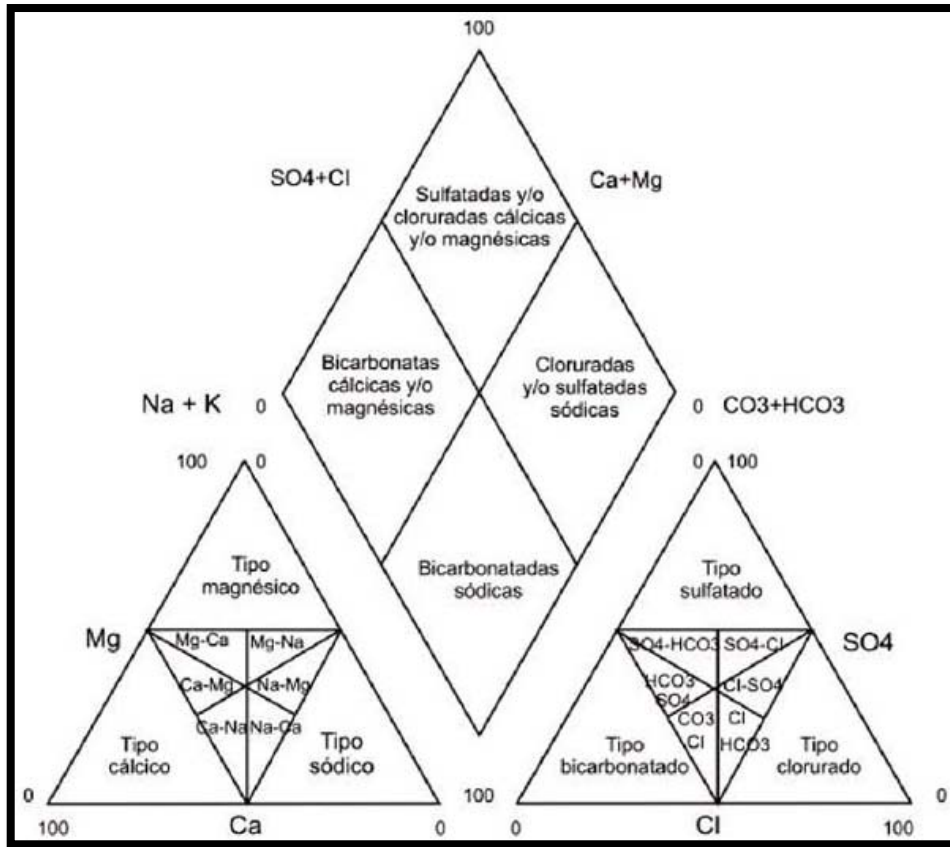 100
SO4+Cl
Ca+Mg
Sulfatadas y/o
cloruradas cálcicas
y/o magnésicas
Bicarbonatas
cálcicas y/o
magnésicas
Cloruradas
y/o sulfatadas
sódicas
Na + K
0
0
CO3+HCO3
100
0
0
100
Bicarbonatadas
sódicas
Tipo
magnésico
Tipo
sulfatado
Mg
Mg-Ca
Mg-Na
SO4-HCO3
SO4-Cl
SO4
Ca-Mg
Na-Mg
HCO3
SO4
Cl-SO4
Ca-Na
Na-Ca
CO3
Cl
Cl
HCO3
Tipo
cálcico
Tipo
sódico
Tipo
bicarbonatado
Tipo
clorurado
0
100
0
100
Ca
0
0
Cl
100